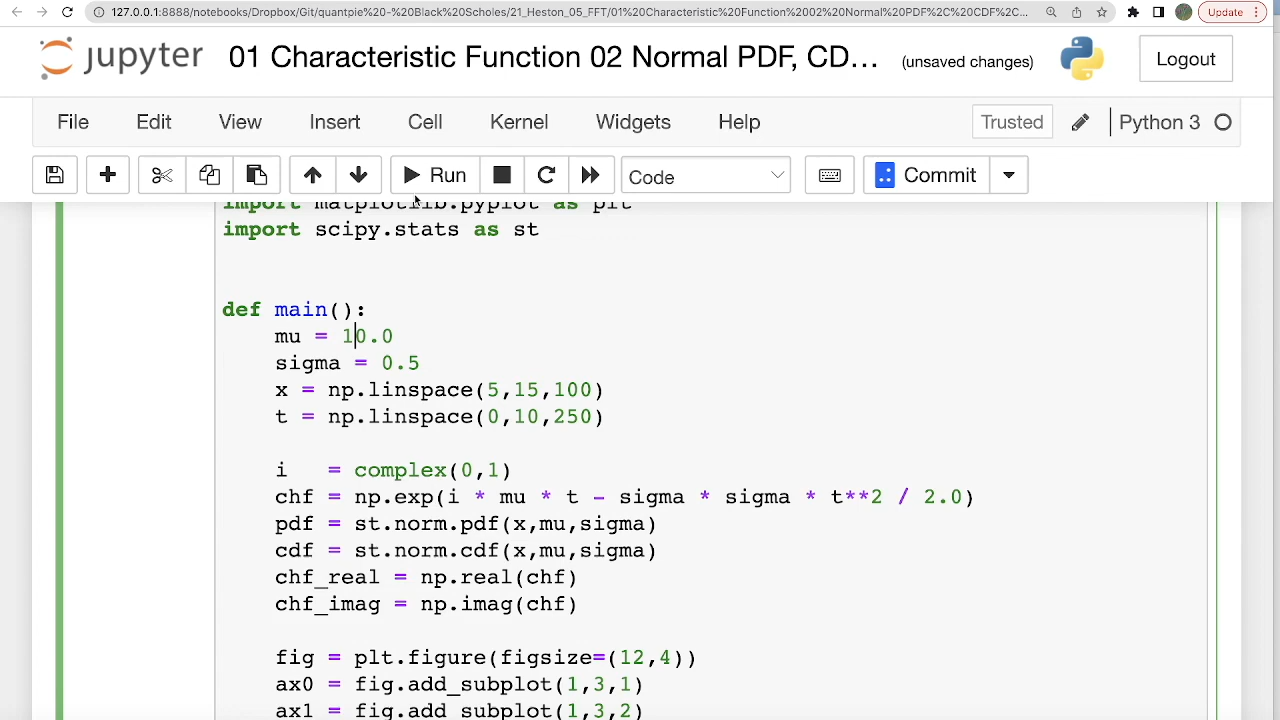 127.0.0.1:8888/notebooks/Dropbox/Git/quantpie%20-%20Black%20Scholes/21_Heston_05_FFT/01%20Characteristic%20Function%2002%20Normal%20PDF%2C%20CDF%2C%...
Update
jupyter 01 Characteristic Function 02 Normal PDF, CD... (unsaved changes) Logout
File Edit View Insert Cell Kernel Widgets Help Trusted Python 3
Run Code Commit
import matplotlib.pyplot as plt
import scipy.stats as st
def main():
mu = 10.0
sigma = 0.5
x = np.linspace(5,15,100)
t = np.linspace(0,10,250)
i = complex(0,1)
chf = np.exp(i * mu * t - sigma * sigma * t**2 / 2.0)
pdf = st.norm.pdf(x,mu,sigma)
cdf = st.norm.cdf(x,mu,sigma)
chf_real = np.real(chf)
chf_imag = np.imag(chf)
fig = plt.figure(figsize=(12,4))
ax0 = fig.add_subplot(1,3,1)
ax1 = fig.add_subplot(1,3,2)